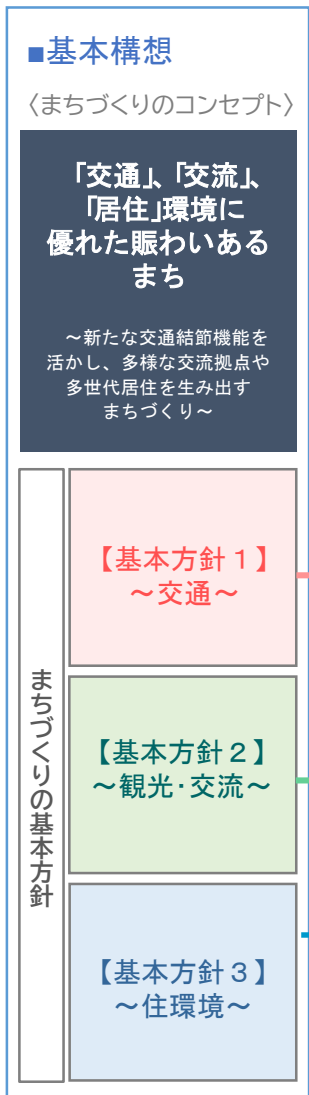 ■基本構想
〈まちづくりのコンセプト〉
「交通」、「交流」、
「居住」環境に
優れた賑わいある
まち
～新たな交通結節機能を
活かし、多様な交流拠点や
多世代居住を生み出す
まちづくり～
まちづくりの基本方針
【基本方針１】
～交通～
【基本方針２】
～観光･交流～
【基本方針３】
～住環境～